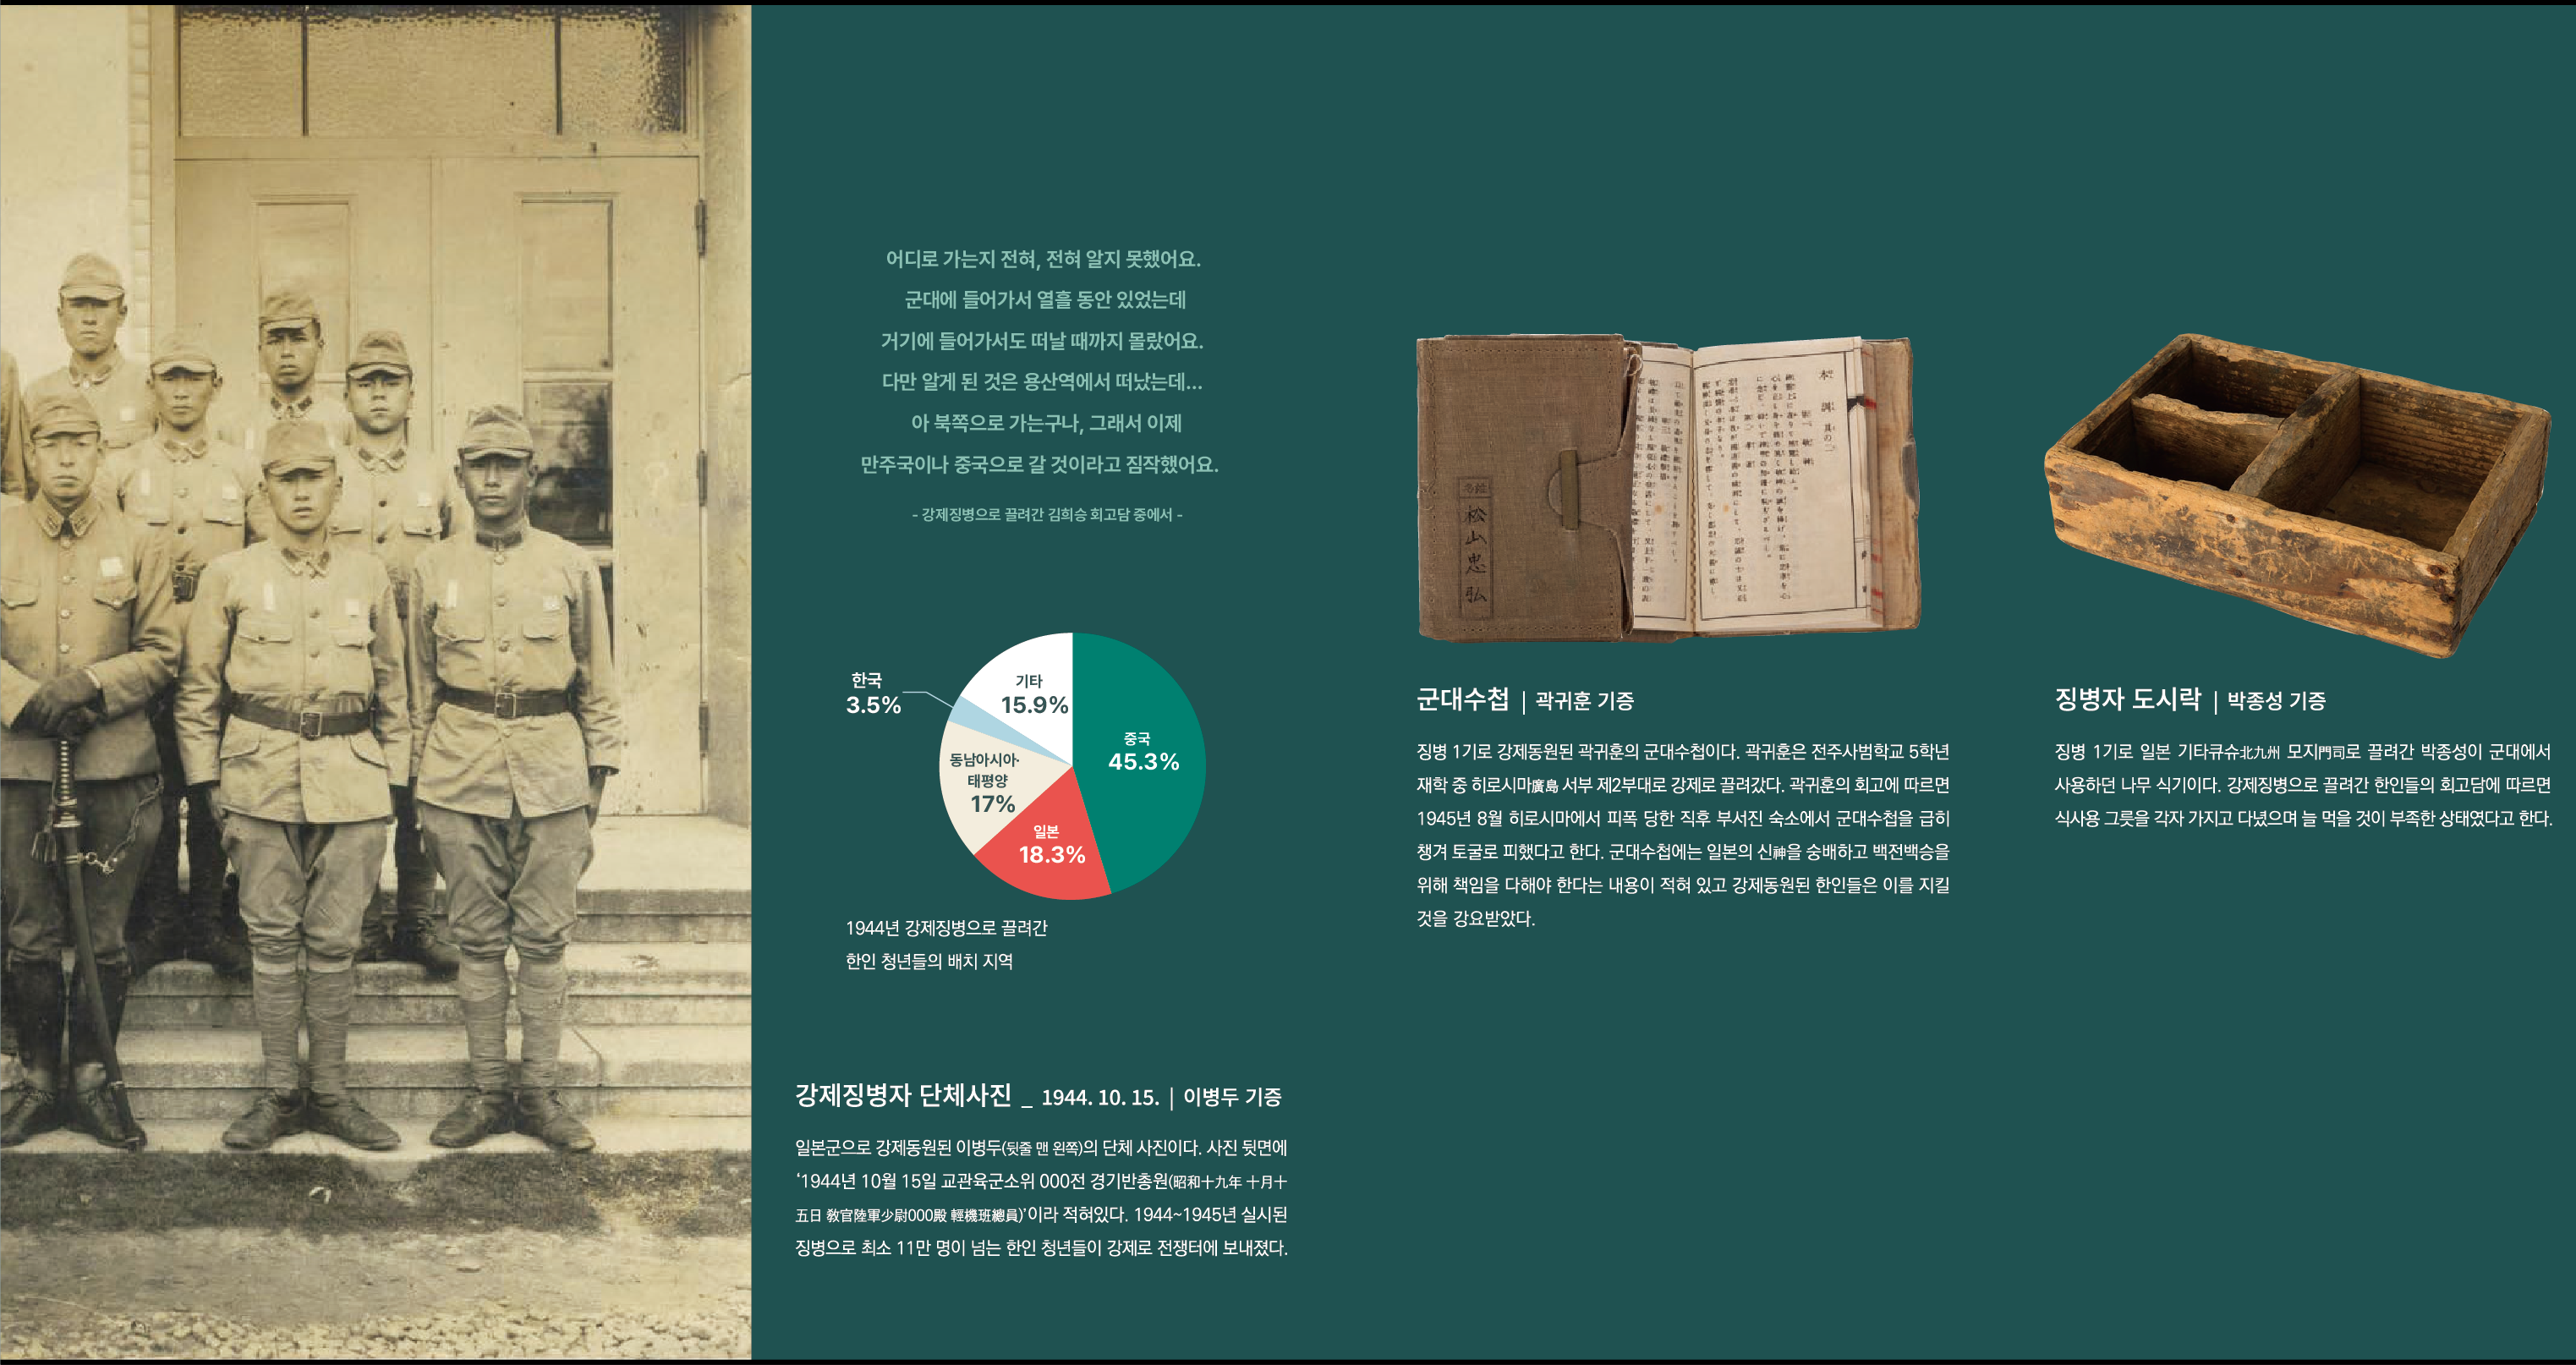 어디로 가는지 전혀, 전혀 알지 못했어요.
군대에 들어가서 열흘 동안 있었는데
거기에 들어가서도 떠날 때까지 몰랐어요.
다만 알게 된 것은 용산역에서 떠났는데...
아 북쪽으로 가는구나, 그래서 이제
만주국이나 중국으로 갈 것이라고 짐작했어요.
- 강제징병으로 끌려간 김희승 회고담 중에서 -
한국
3.5%
기타
15.9%
중국
45.3%
동남아시아·
태평양
17%
일본
18.3%
1944년 강제징병으로 끌려간
한인 청년들의 배치 지역
강제징병자 단체사진 _ 1944. 10. 15. | 이병두 기증
일본군으로 강제동원된 이병두(뒷줄 맨 왼쪽)의 단체 사진이다. 사진 뒷면에
‘1944년 10월 15일 교관육군소위 000전 경기반총원(昭和十九年 十月十
五日 敎官陸軍少尉000殿 輕機班總員)’이라 적혀있다. 1944~1945년 실시된
징병으로 최소 11만 명이 넘는 한인 청년들이 강제로 전쟁터에 보내졌다.
松山忠弘
本訓 其の二
군대수첩 | 곽귀훈 기증
징병 1기로 강제동원된 곽귀훈의 군대수첩이다. 곽귀훈은 전주사범학교 5학년
재학 중 히로시마廣島 서부 제2부대로 강제로 끌려갔다. 곽귀훈의 회고에 따르면
1945년 8월 히로시마에서 피폭 당한 직후 부서진 숙소에서 군대수첩을 급히
챙겨 토굴로 피했다고 한다. 군대수첩에는 일본의 신神을 숭배하고 백전백승을
위해 책임을 다해야 한다는 내용이 적혀 있고 강제동원된 한인들은 이를 지킬
것을 강요받았다.
징병자 도시락 | 박종성 기증
징병 1기로 일본 기타큐슈北九州 모지門司로 끌려간 박종성이 군대에서
사용하던 나무 식기이다. 강제징병으로 끌려간 한인들의 회고담에 따르면
식사용 그릇을 각자 가지고 다녔으며 늘 먹을 것이 부족한 상태였다고 한다.